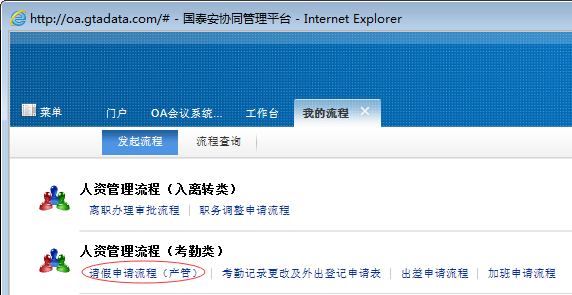 http://oa.gtadata.com/# - 国泰安协同管理平台 - Internet Explorer
菜单 门户 OA会议系统... 工作台 我的流程
发起流程 流程查询
人资管理流程（入离转类）
离职办理审批流程 | 职务调整申请流程
人资管理流程（考勤类）
请假申请流程（产管） | 考勤记录更改及外出登记申请表 | 出差申请流程 | 加班申请流程